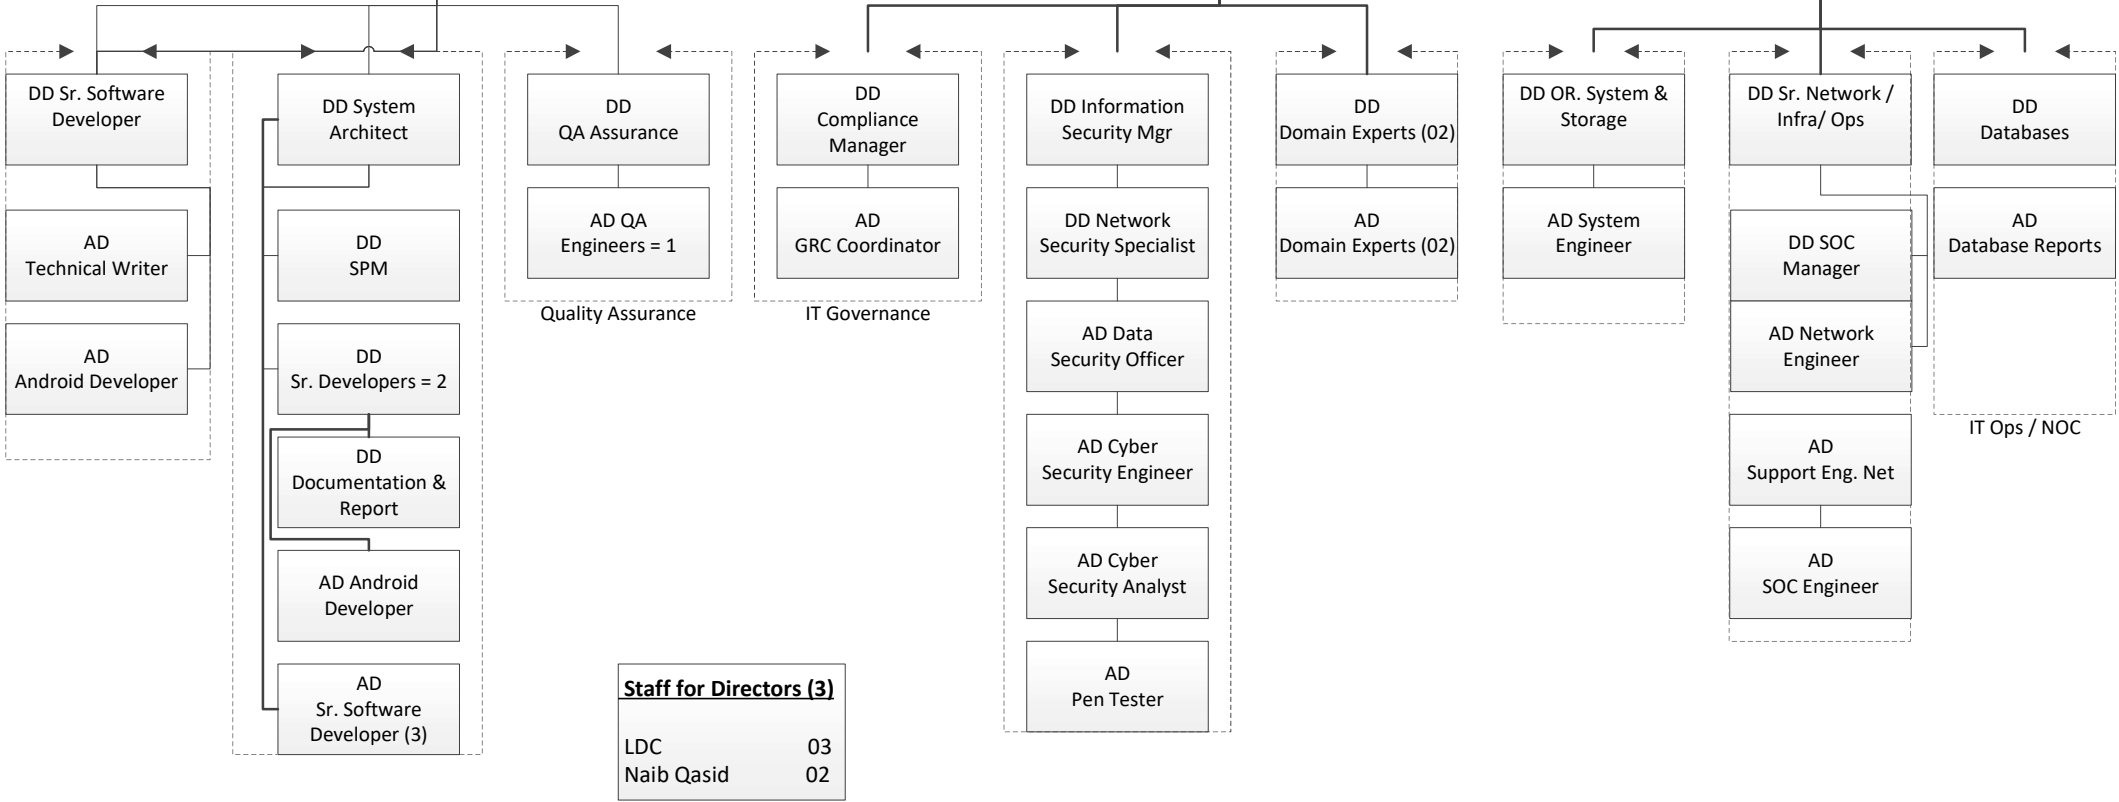 DD Sr. Software
Developer
AD
Technical Writer
AD
Android Developer
DD System
Architect
DD
SPM
DD
Sr. Developers = 2
DD
Documentation &
Report
AD Android
Developer
AD
Sr. Software
Developer (3)
DD
QA Assurance
AD QA
Engineers = 1
Quality Assurance
DD
Compliance
Manager
AD
GRC Coordinator
IT Governance
DD Information
Security Mgr
DD Network
Security Specialist
AD Data
Security Officer
AD Cyber
Security Engineer
AD Cyber
Security Analyst
AD
Pen Tester
DD
Domain Experts (02)
AD
Domain Experts (02)
DD OR. System &
Storage
AD System
Engineer
DD Sr. Network /
Infra/ Ops
DD SOC
Manager
AD Network
Engineer
AD
Support Eng. Net
AD
SOC Engineer
DD
Databases
AD
Database Reports
IT Ops / NOC
Staff for Directors (3)
LDC 03
Naib Qasid 02